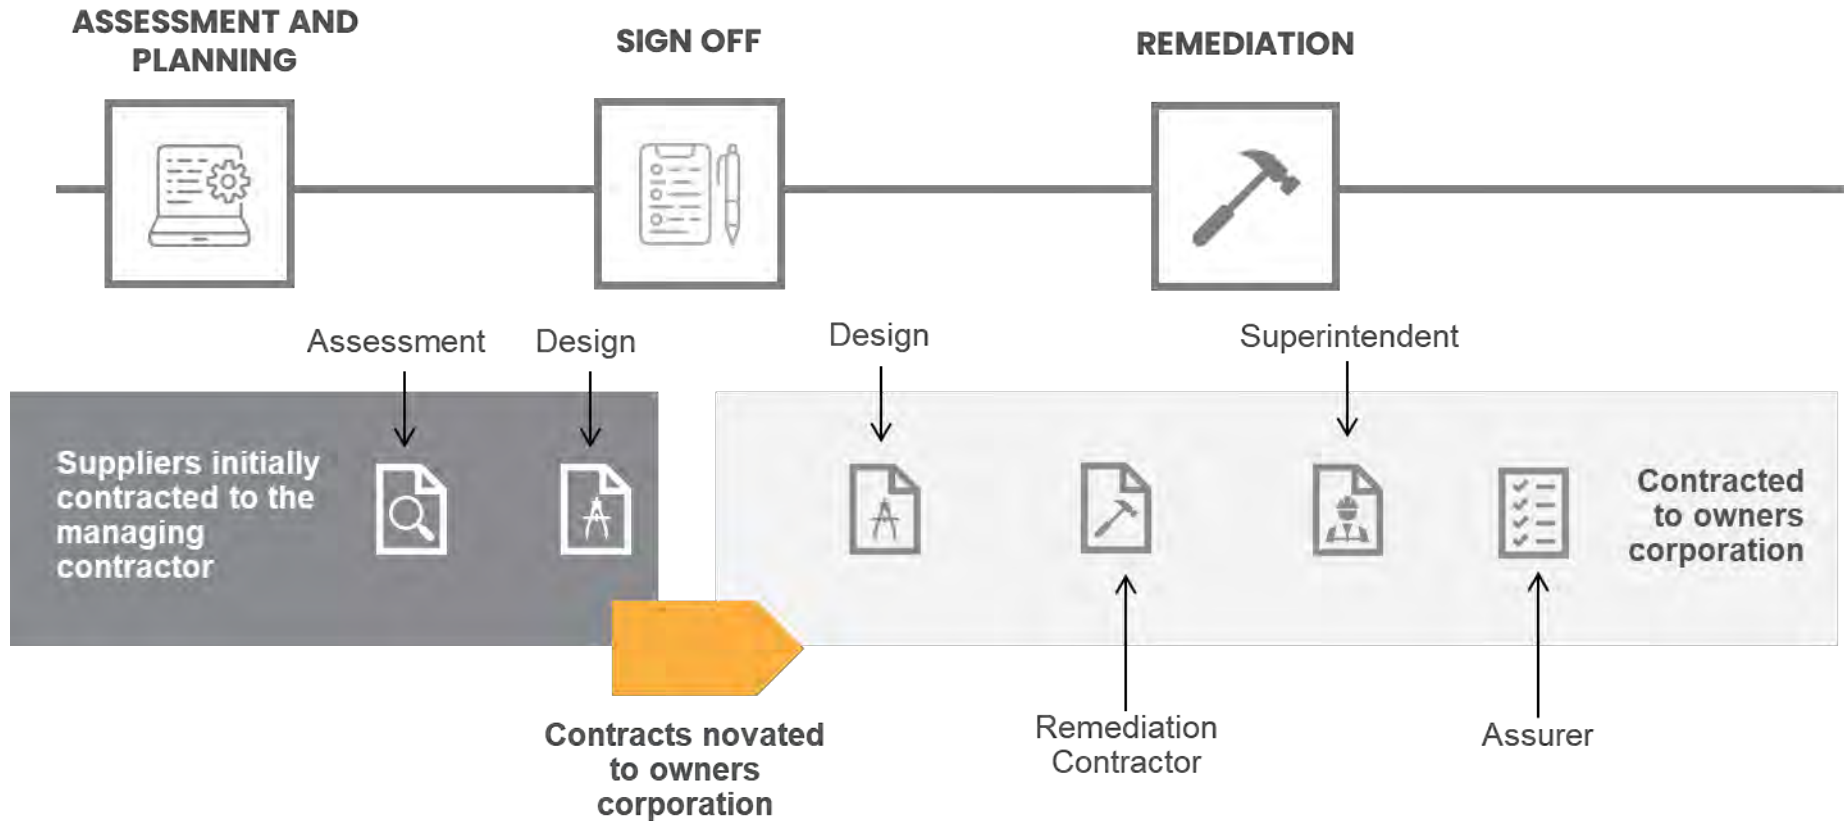 ASSESSMENT AND
PLANNING
SIGN OFF
REMEDIATION
Assessment
Design
Design
Superintendent
Suppliers initially
contracted to the
managing
contractor
Contracted
to owners
corporation
Contracts novated
to owners
corporation
Remediation
Contractor
Assurer